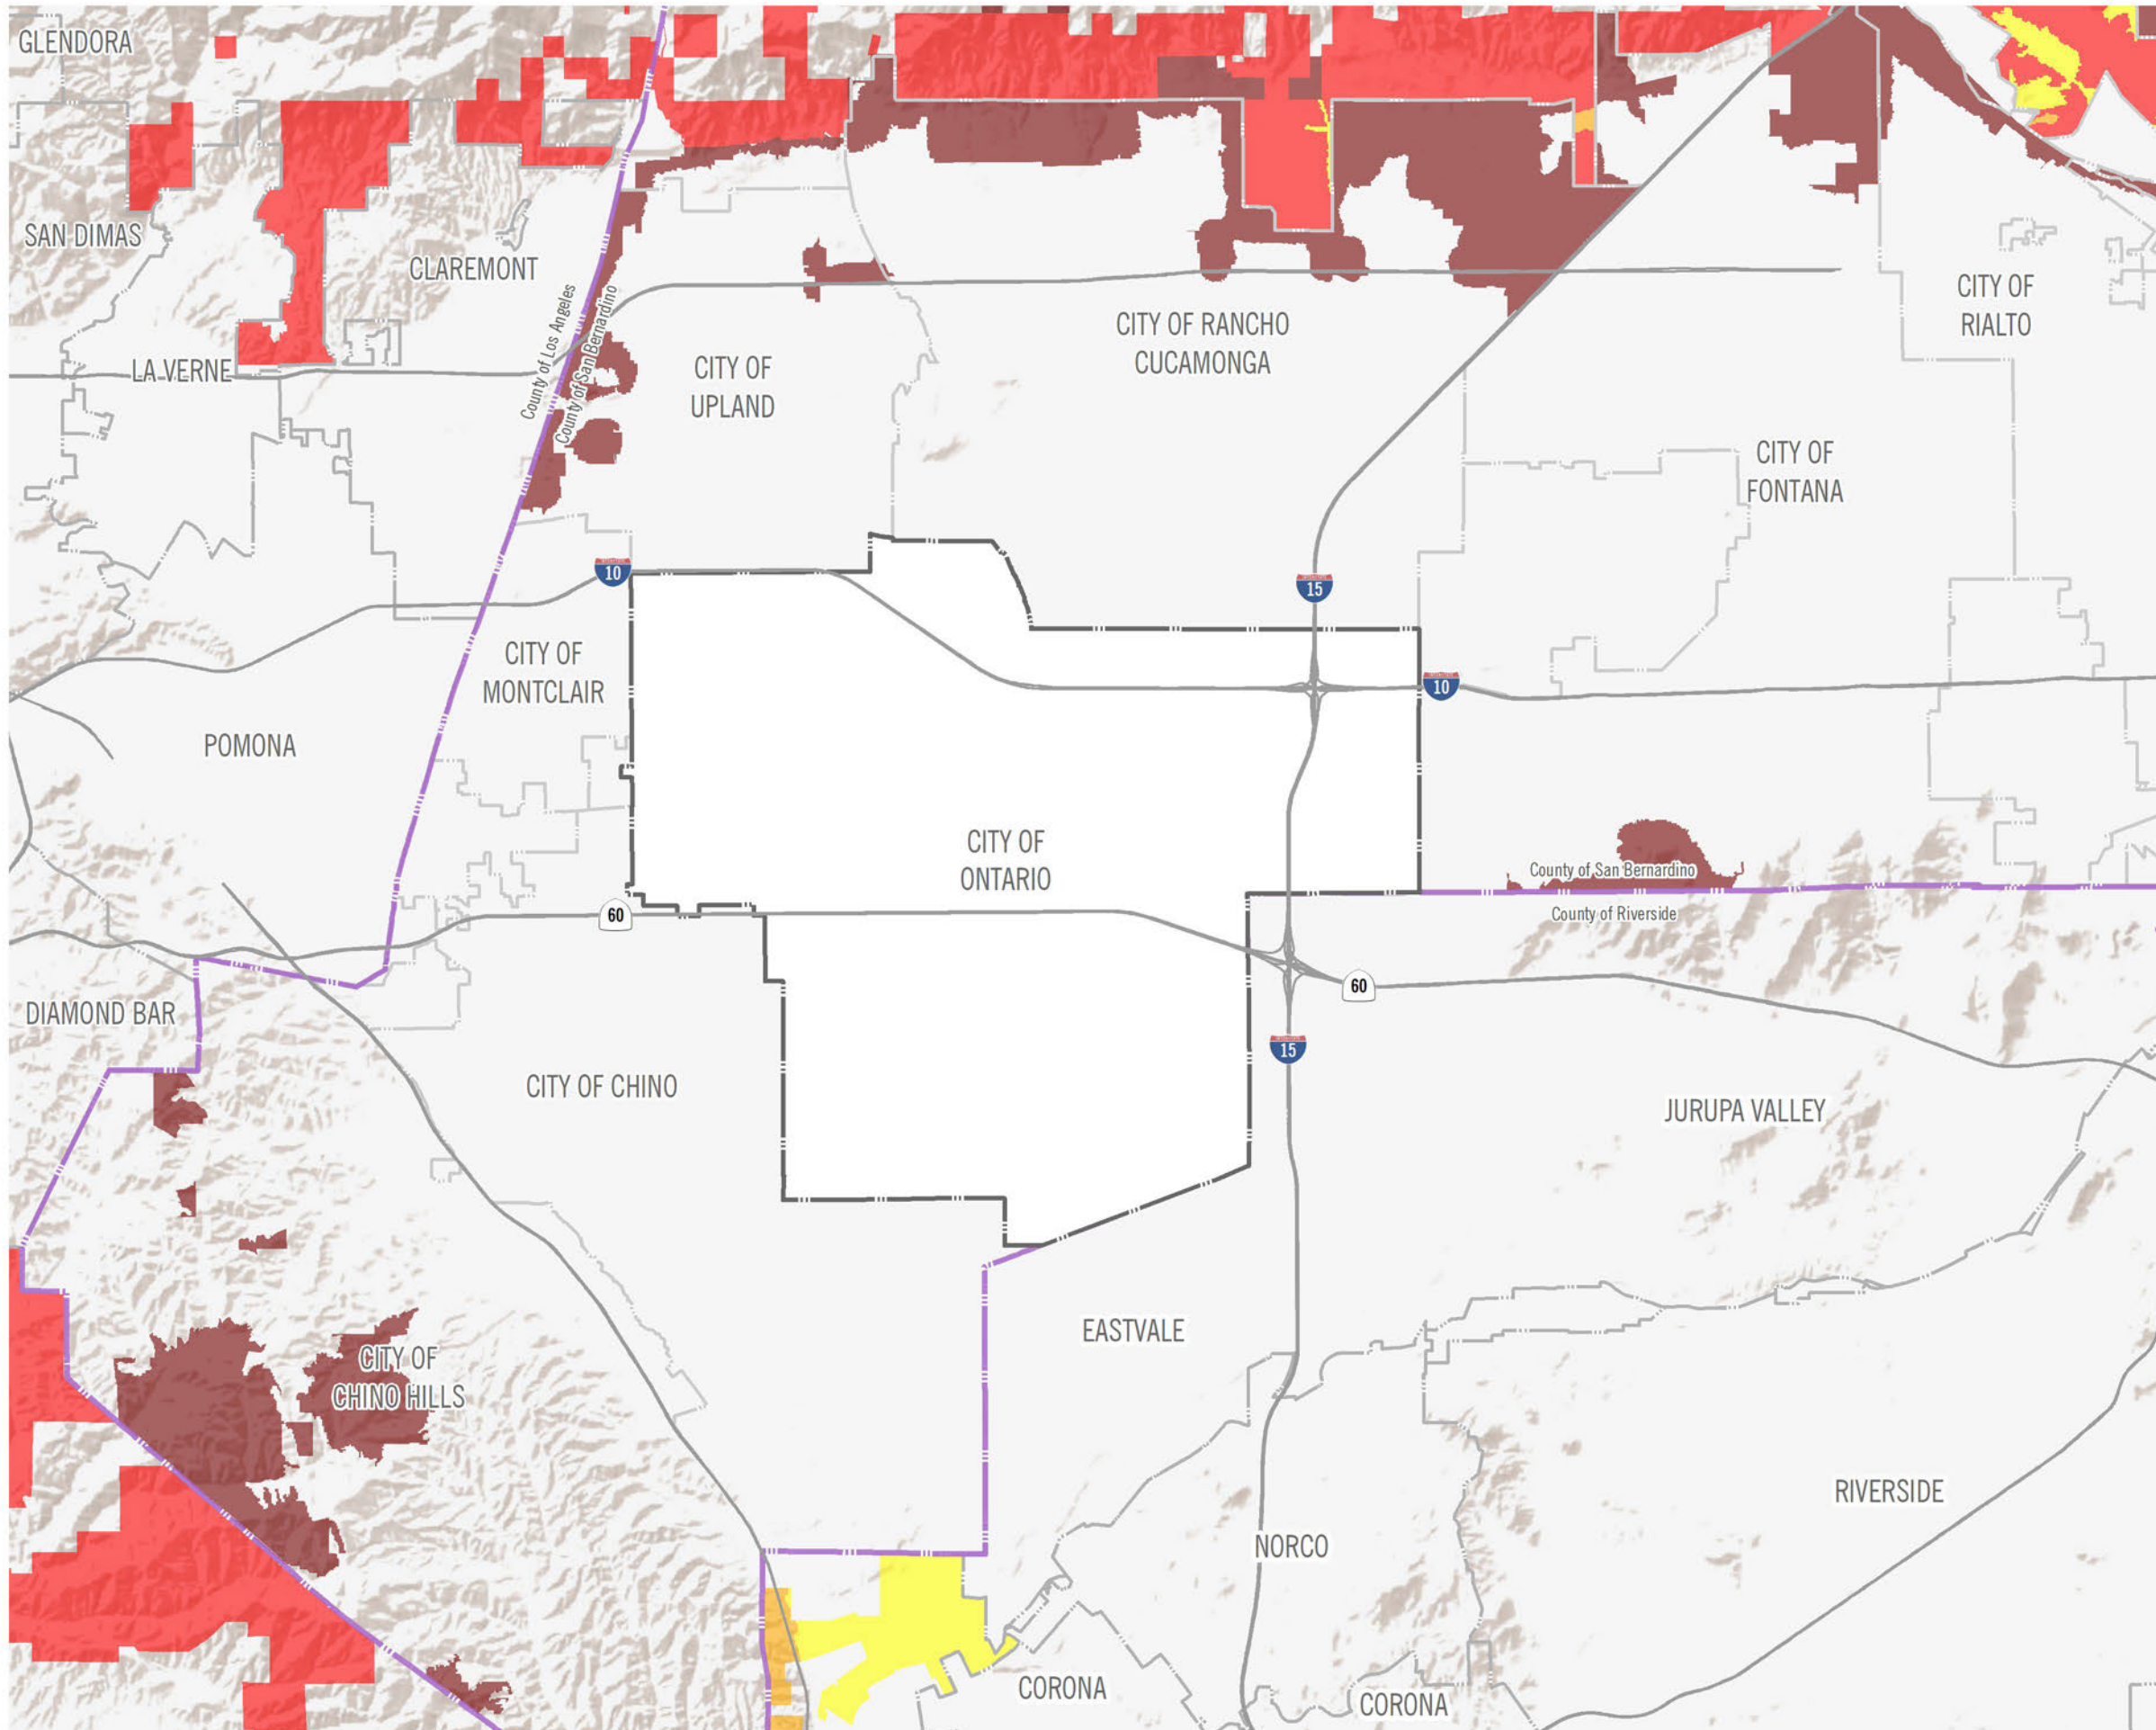 GLENDORA
SAN DIMAS
CLAREMONT
LA VERNE
County of Los Angeles
County of San Bernardino
CITY OF
UPLAND
CITY OF RANCHO
CUCAMONGA
CITY OF
RIALTO
CITY OF
FONTANA
10
15
CITY OF
MONTCLAIR
10
POMONA
CITY OF
ONTARIO
County of San Bernardino
County of Riverside
60
60
DIAMOND BAR
15
CITY OF CHINO
JURUPA VALLEY
EASTVALE
CITY OF
CHINO HILLS
RIVERSIDE
NORCO
CORONA
CORONA